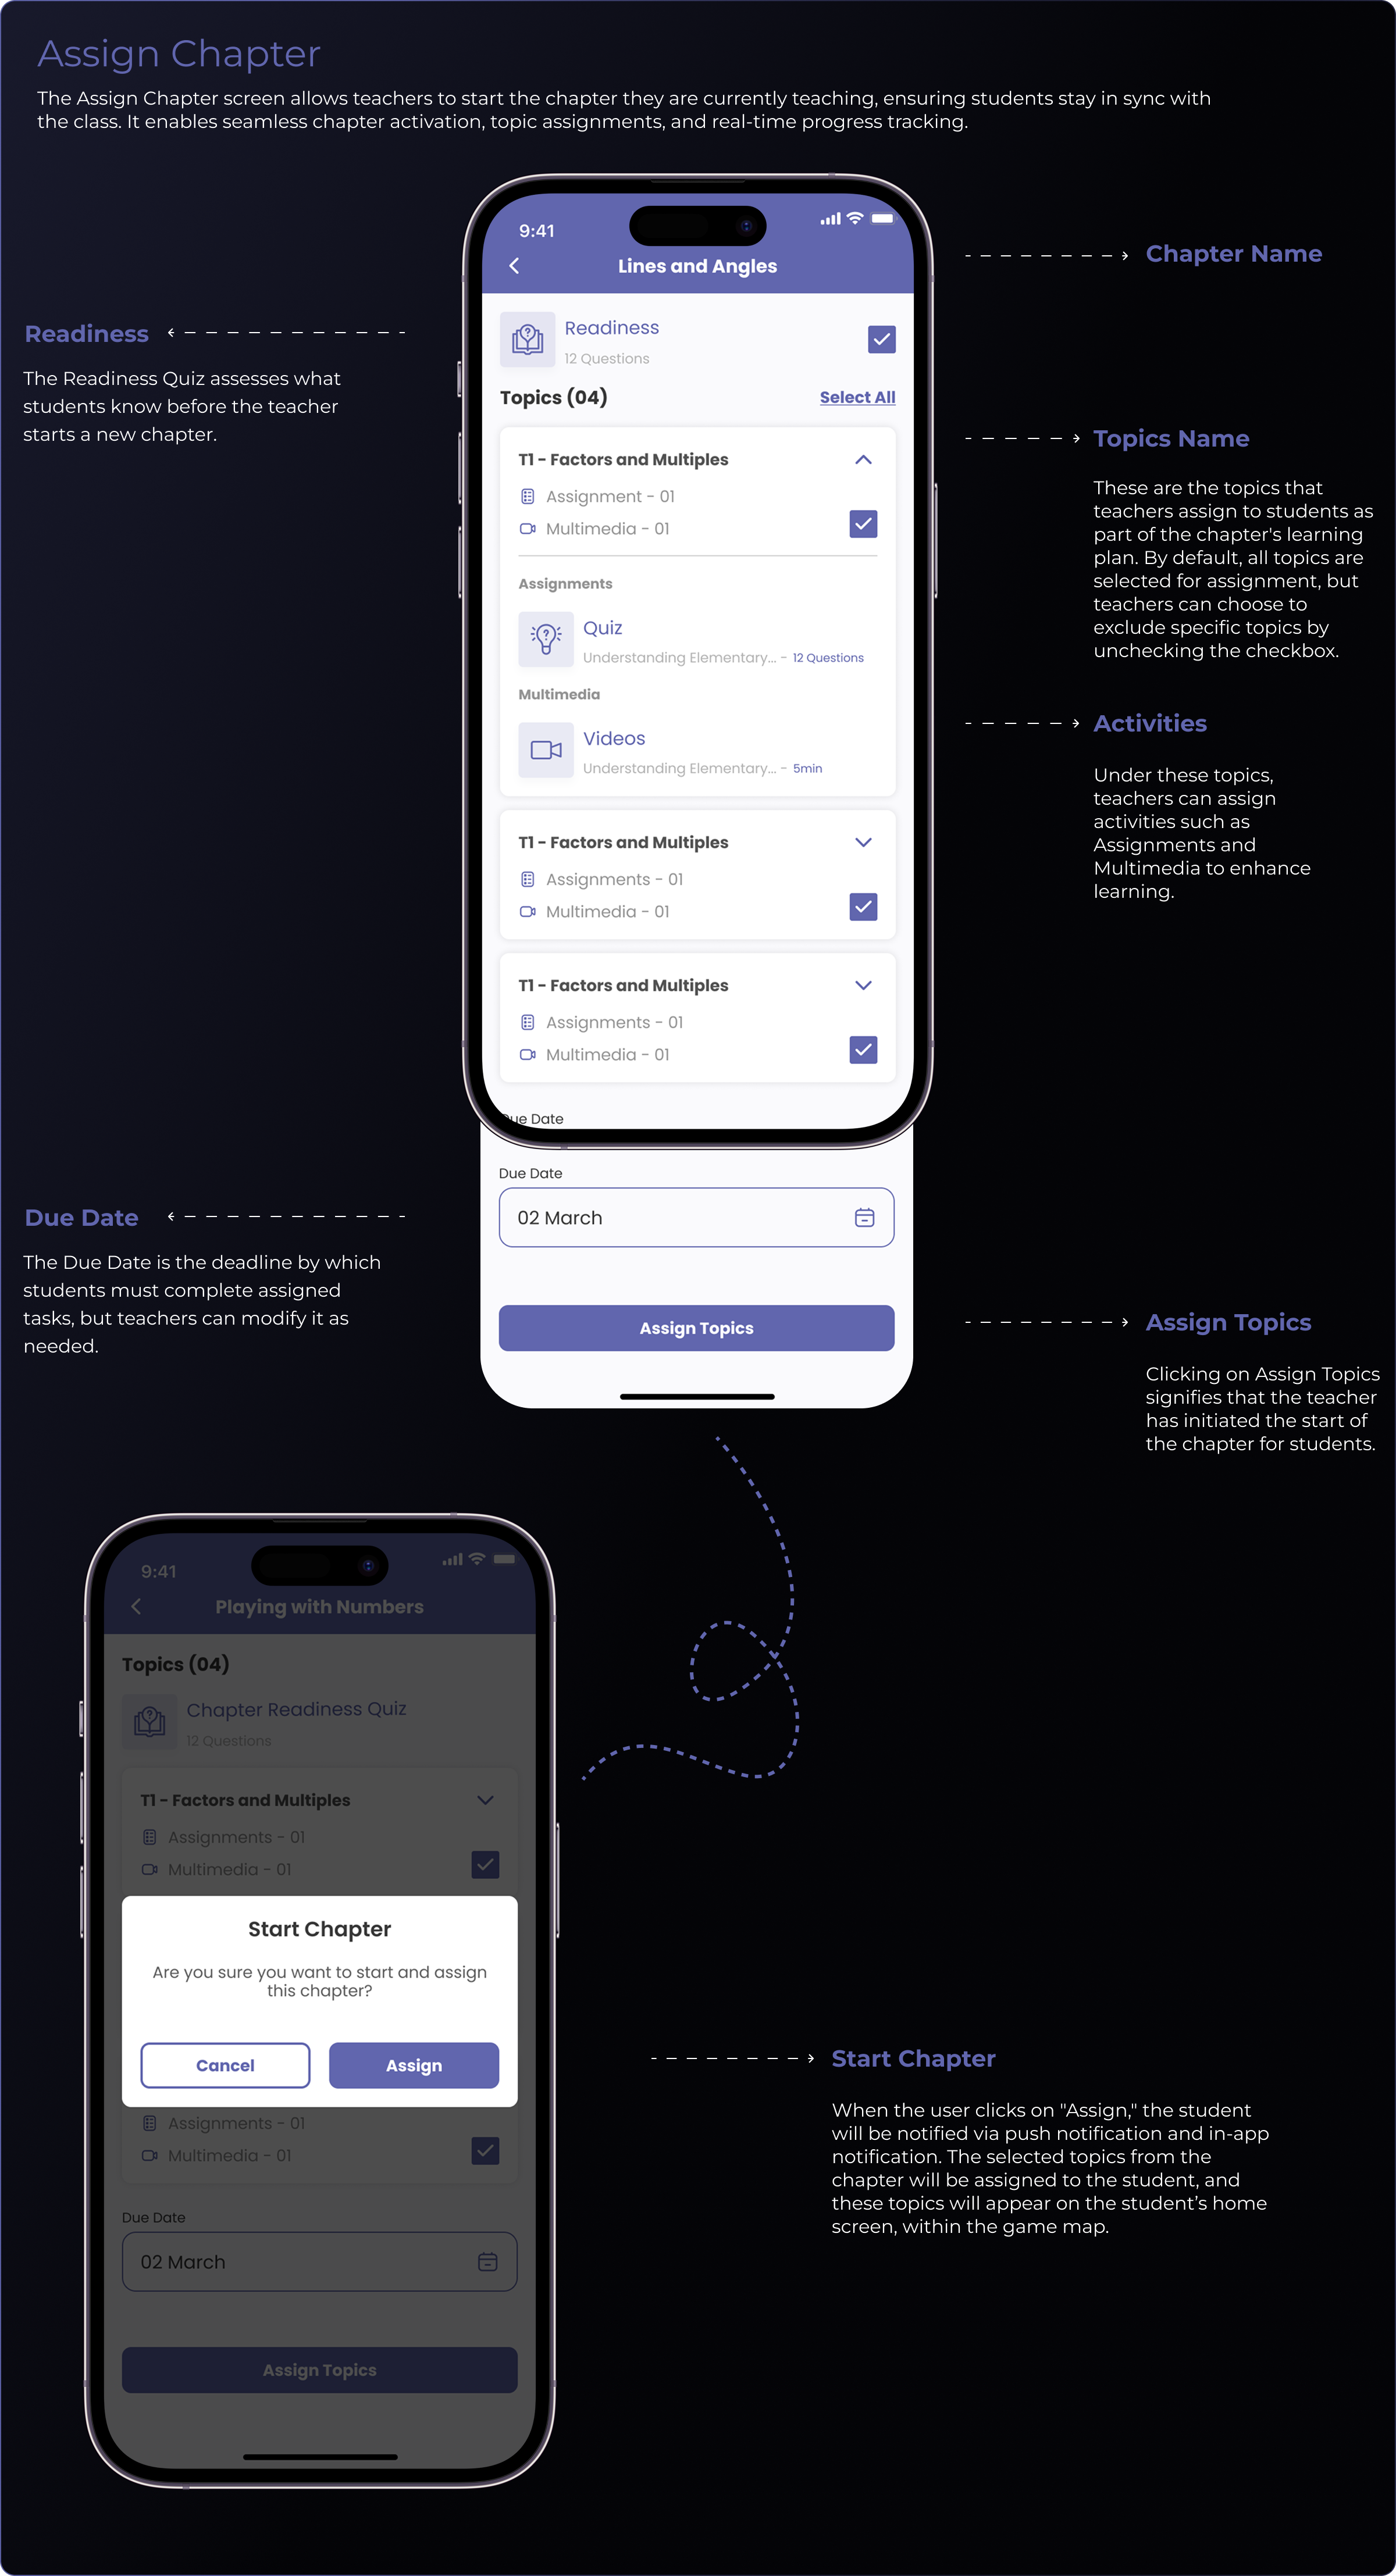 Assign Chapter
The Assign Chapter screen allows teachers to start the chapter they are currently teaching, ensuring students stay in sync with
the class. It enables seamless chapter activation, topic assignments, and real-time progress tracking.
9:41
Lines and Angles
Chapter Name
Readiness
The Readiness Quiz assesses what
students know before the teacher
starts a new chapter.
Readiness
12 Questions
Topics (04)
Select All
T1 - Factors and Multiples
Assignment - 01
Multimedia - 01
Assignments
Quiz
Understanding Elementary... - 12 Questions
Multimedia
Videos
Understanding Elementary... - 5min
T1 - Factors and Multiples
Assignments - 01
Multimedia - 01
T1 - Factors and Multiples
Assignments - 01
Multimedia - 01
Due Date
Topics Name
These are the topics that
teachers assign to students as
part of the chapter's learning
plan. By default, all topics are
selected for assignment, but
teachers can choose to
exclude specific topics by
unchecking the checkbox.
Activities
Under these topics,
teachers can assign
activities such as
Assignments and
Multimedia to enhance
learning.
Due Date
The Due Date is the deadline by which
students must complete assigned
tasks, but teachers can modify it as
needed.
Due Date
02 March
Assign Topics
Assign Topics
Clicking on Assign Topics
signifies that the teacher
has initiated the start of
the chapter for students.
9:41
Playing with Numbers
Topics (04)
Chapter Readiness Quiz
12 Questions
T1 - Factors and Multiples
Assignments - 01
Multimedia - 01
Start Chapter
Are you sure you want to start and assign
this chapter?
Cancel
Assign
Assignments - 01
Multimedia - 01
Due Date
02 March
Assign Topics
Start Chapter
When the user clicks on "Assign," the student
will be notified via push notification and in-app
notification. The selected topics from the
chapter will be assigned to the student, and
these topics will appear on the student’s home
screen, within the game map.